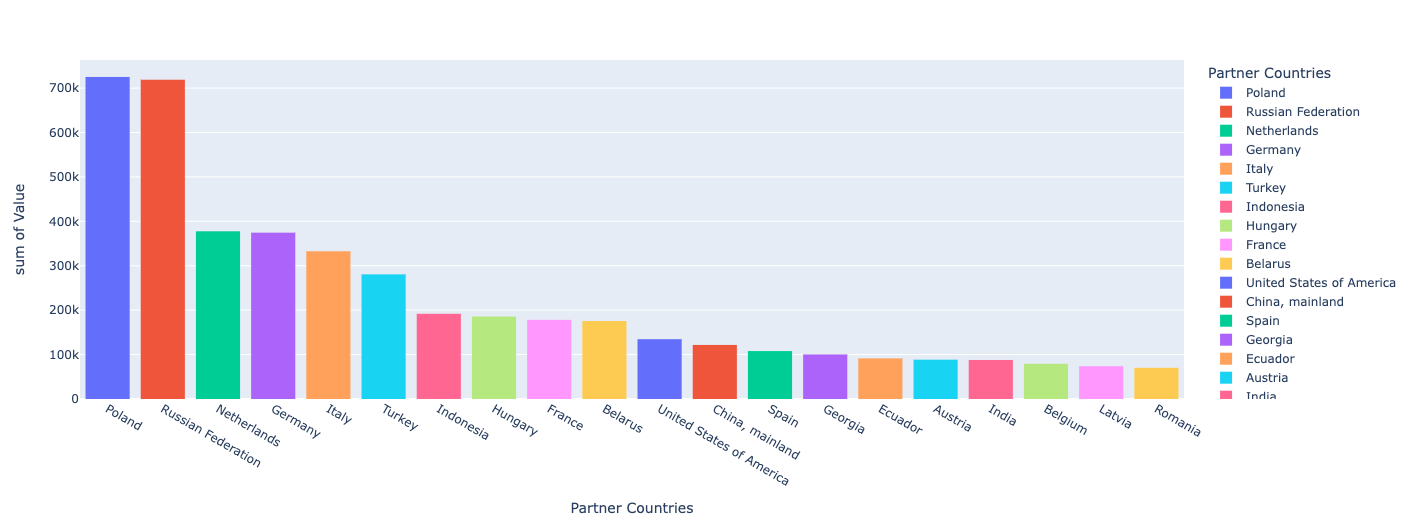 sum of Value
700k
600k
500k
400k
300k
200k
100k
0
Poland
Russian Federation
Netherlands
Germany
Italy
Turkey
Indonesia
Hungary
France
Belarus
United States of America
China, mainland
Spain
Georgia
Ecuador
Austria
India
Belgium
Latvia
Romania
Partner Countries
Partner Countries
Poland
Russian Federation
Netherlands
Germany
Italy
Turkey
Indonesia
Hungary
France
Belarus
United States of America
China, mainland
Spain
Georgia
Ecuador
Austria
India